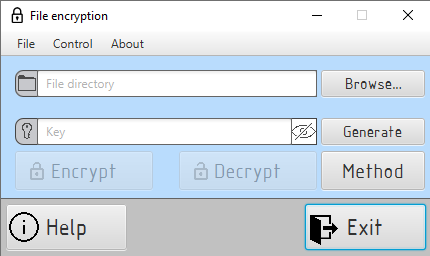 File encryption
File Control About
File directory Browse...
Key Generate
Encrypt Decrypt Method
Help Exit